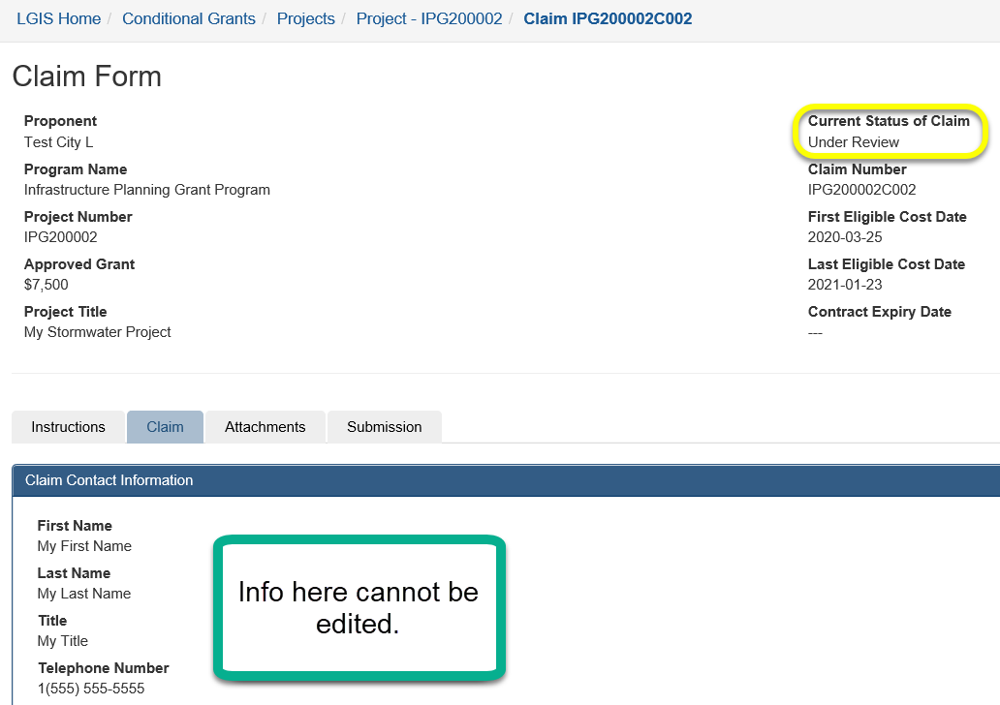 LGIS Home / Conditional Grants / Projects / Project - IPG200002 / Claim IPG200002C002
Claim Form
Proponent
Test City L
Program Name
Infrastructure Planning Grant Program
Project Number
IPG200002
Approved Grant
$7,500
Project Title
My Stormwater Project
Current Status of Claim
Under Review
Claim Number
IPG200002C002
First Eligible Cost Date
2020-03-25
Last Eligible Cost Date
2021-01-23
Contract Expiry Date
---
Instructions Claim Attachments Submission
Claim Contact Information
First Name
My First Name
Last Name
My Last Name
Title
My Title
Telephone Number
1(555) 555-5555
Info here cannot be
edited.